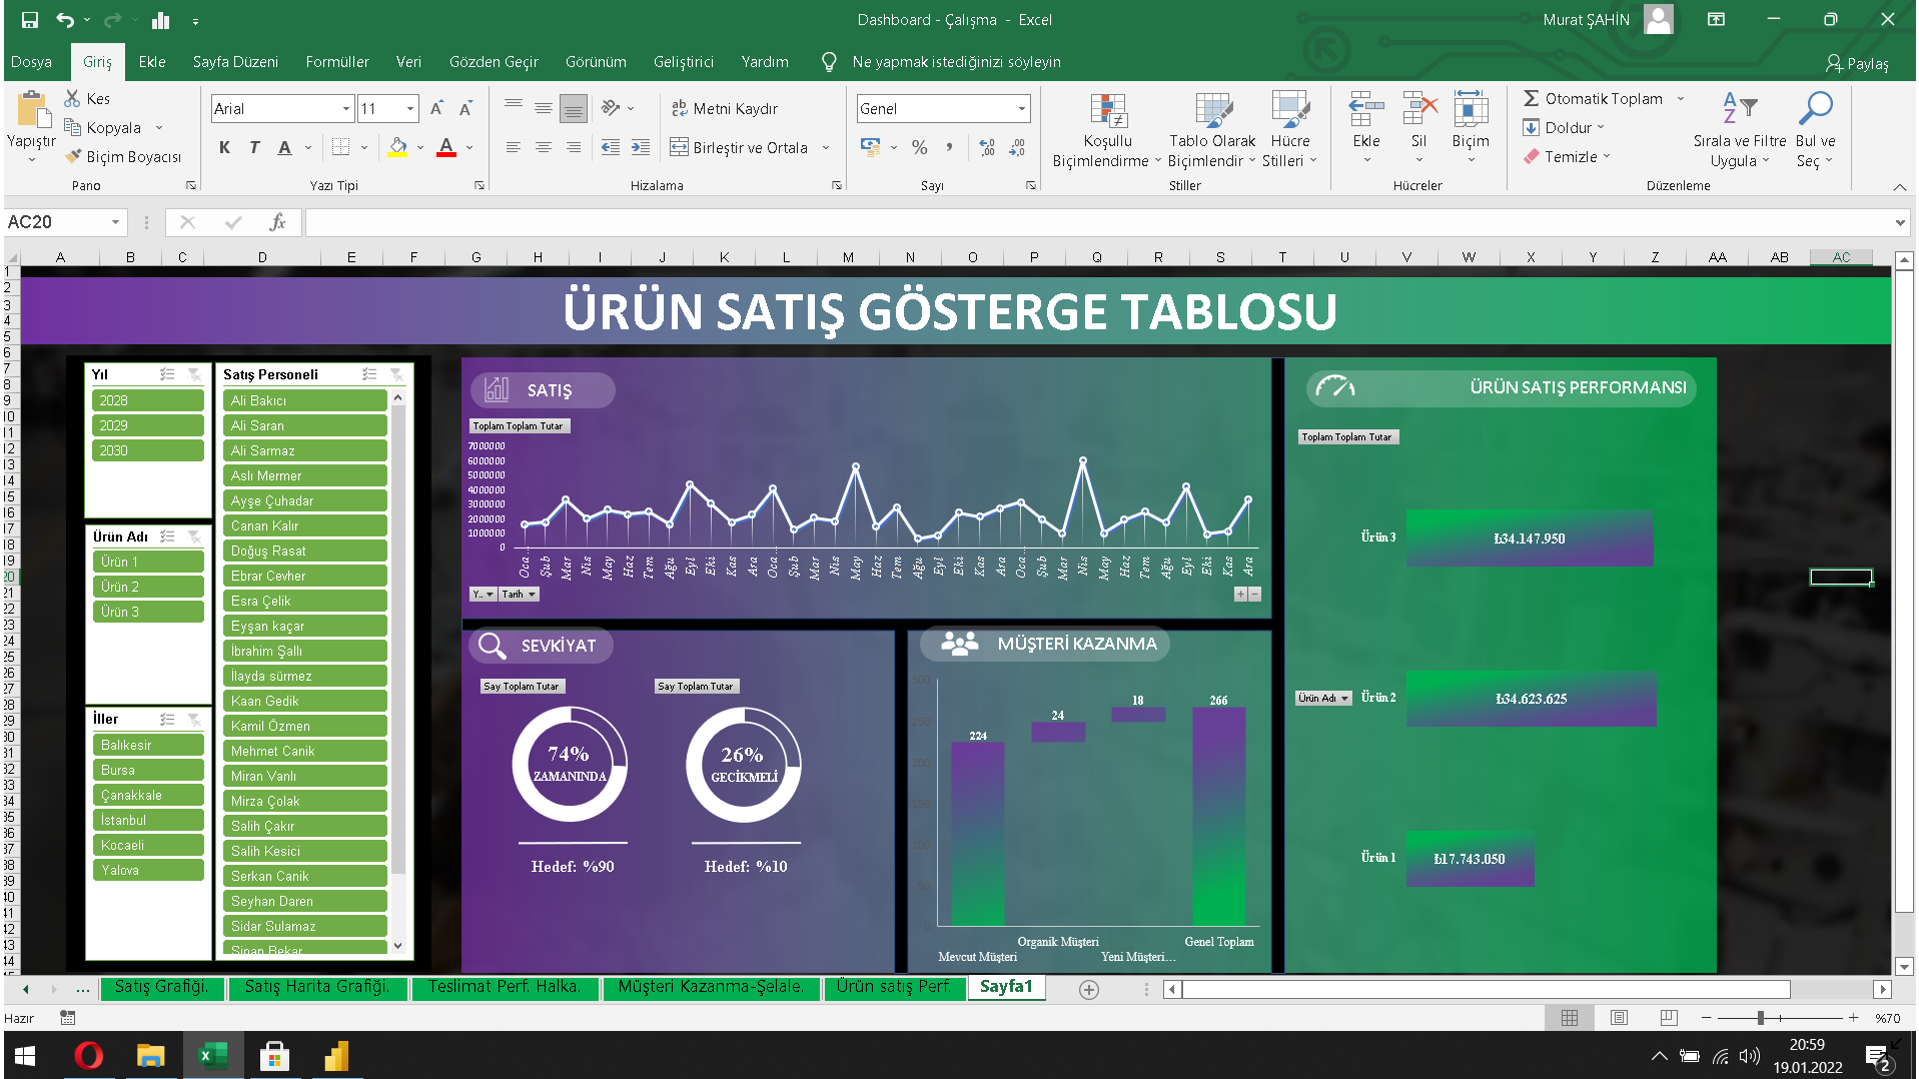 Dashboard - Çalışma - Excel
Murat ŞAHİN
Dosya Giriş Ekle Sayfa Düzeni Formüller Veri Gözden Geçir Görünüm Geliştirici Yardım Ne yapmak istediğinizi söyleyin
Paylaş
Yapıştır
Kes
Kopyala
Biçim Boyacısı
Pano
Arial 11
K T A
Yazı Tipi
Metni Kaydır
Birleştir ve Ortala
Hizalama
Genel
Sayı
Koşullu Biçimlendirme
Tablo Olarak Biçimlendir
Hücre Stilleri
Stiller
Ekle Sil Biçim
Hücreler
Otomatik Toplam
Doldur
Temizle
Sırala ve Filtre Uygula
Bul ve Seç
Düzenleme
AC20
fx
A B C D E F G H I J K L M N O P Q R S T U V W X Y Z AA AB AC
ÜRÜN SATIŞ GÖSTERGE TABLOSU
Yıl
2028
2029
2030
Ürün Adı
Ürün 1
Ürün 2
Ürün 3
İller
Balıkesir
Bursa
Çanakkale
İstanbul
Kocaeli
Yalova
Satış Personeli
Ali Bakıcı
Ali Saran
Ali Sarmaz
Aslı Mermer
Ayşe Çuhadar
Canan Kalır
Doğuş Rasat
Ebrar Cevher
Esra Çelik
Eyşan kaçar
İbrahim Şallı
İlayda sürmez
Kaan Gedik
Kamil Özmen
Mehmet Canik
Miran Vanlı
Mirza Çolak
Salih Çakır
Salih Kesici
Serkan Canik
Seyhan Daren
Sidar Sulamaz
Sinan Bekar
SATIŞ
Toplam Toplam Tutar
7000000
6000000
5000000
4000000
3000000
2000000
1000000
0
Oca... Şub Mar Nis May Haz Tem Ağu Eyl Eki Kas Ara Oca... Şub Mar Nis May Haz Tem Ağu Eyl Eki Kas Ara Oca... Şub Mar Nis May Haz Tem Ağu Eyl Eki Kas Ara
Y.. Tarih
SEVKİYAT
Say Toplam Tutar Say Toplam Tutar
74% ZAMANINDA
26% GECİKMELİ
Hedef: %90 Hedef: %10
MÜŞTERİ KAZANMA
300
250
200
150
100
50
0
224 24 18 266
Mevcut Müşteri
Organik Müşteri
Yeni Müşteri...
Genel Toplam
ÜRÜN SATIŞ PERFORMANSI
Toplam Toplam Tutar
Ürün 3 ₺34.147.950
Ürün Adı
Ürün 2 ₺34.623.625
Ürün 1 ₺17.743.050
... Satış Grafiği. Satış Harita Grafiği. Teslimat Perf. Halka. Müşteri Kazanma-Şelale. Ürün satış Perf. Sayfa1
Hazır
%70
20:59
19.01.2022
2